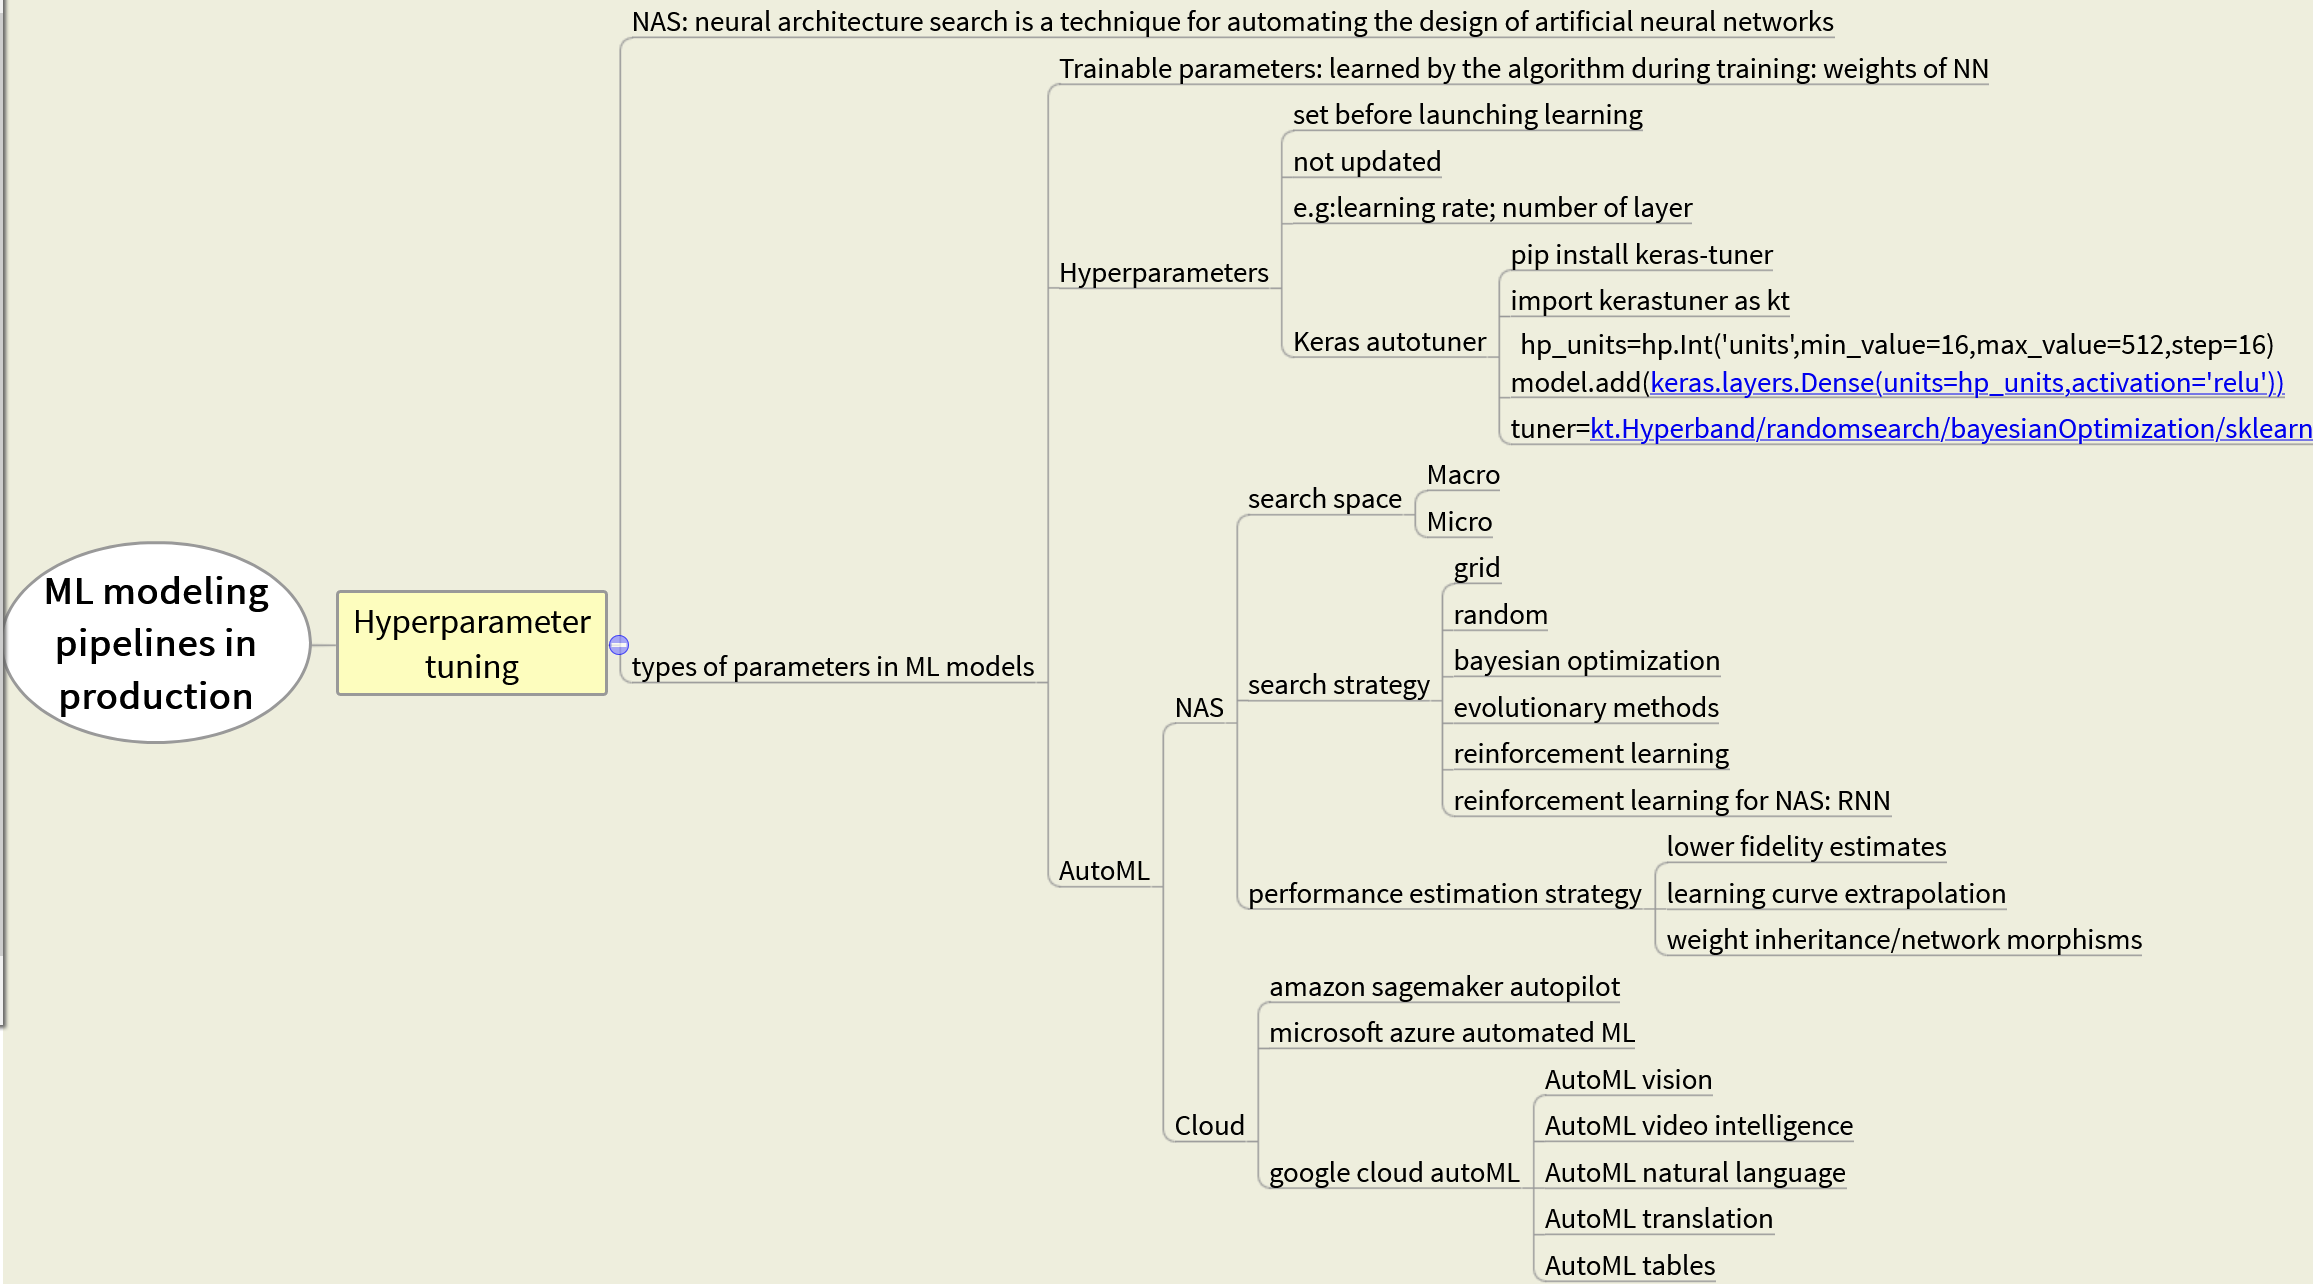 NAS: neural architecture search is a technique for automating the design of artificial neural networks
Trainable parameters: learned by the algorithm during training: weights of NN
set before launching learning
not updated
e.g:learning rate; number of layer
Hyperparameters
pip install keras-tuner
import kerastuner as kt
Keras autotuner
hp_units=hp.Int('units',min_value=16,max_value=512,step=16)
model.add(keras.layers.Dense(units=hp_units,activation='relu'))
tuner=kt.Hyperband/randomsearch/bayesianOptimization/sklearn
search space
Macro
Micro
ML modeling
pipelines in
production
Hyperparameter
tuning
types of parameters in ML models
grid
random
bayesian optimization
search strategy
evolutionary methods
NAS
reinforcement learning
reinforcement learning for NAS: RNN
AutoML
lower fidelity estimates
performance estimation strategy
learning curve extrapolation
weight inheritance/network morphisms
amazon sagemaker autopilot
microsoft azure automated ML
Cloud
google cloud autoML
AutoML vision
AutoML video intelligence
AutoML natural language
AutoML translation
AutoML tables